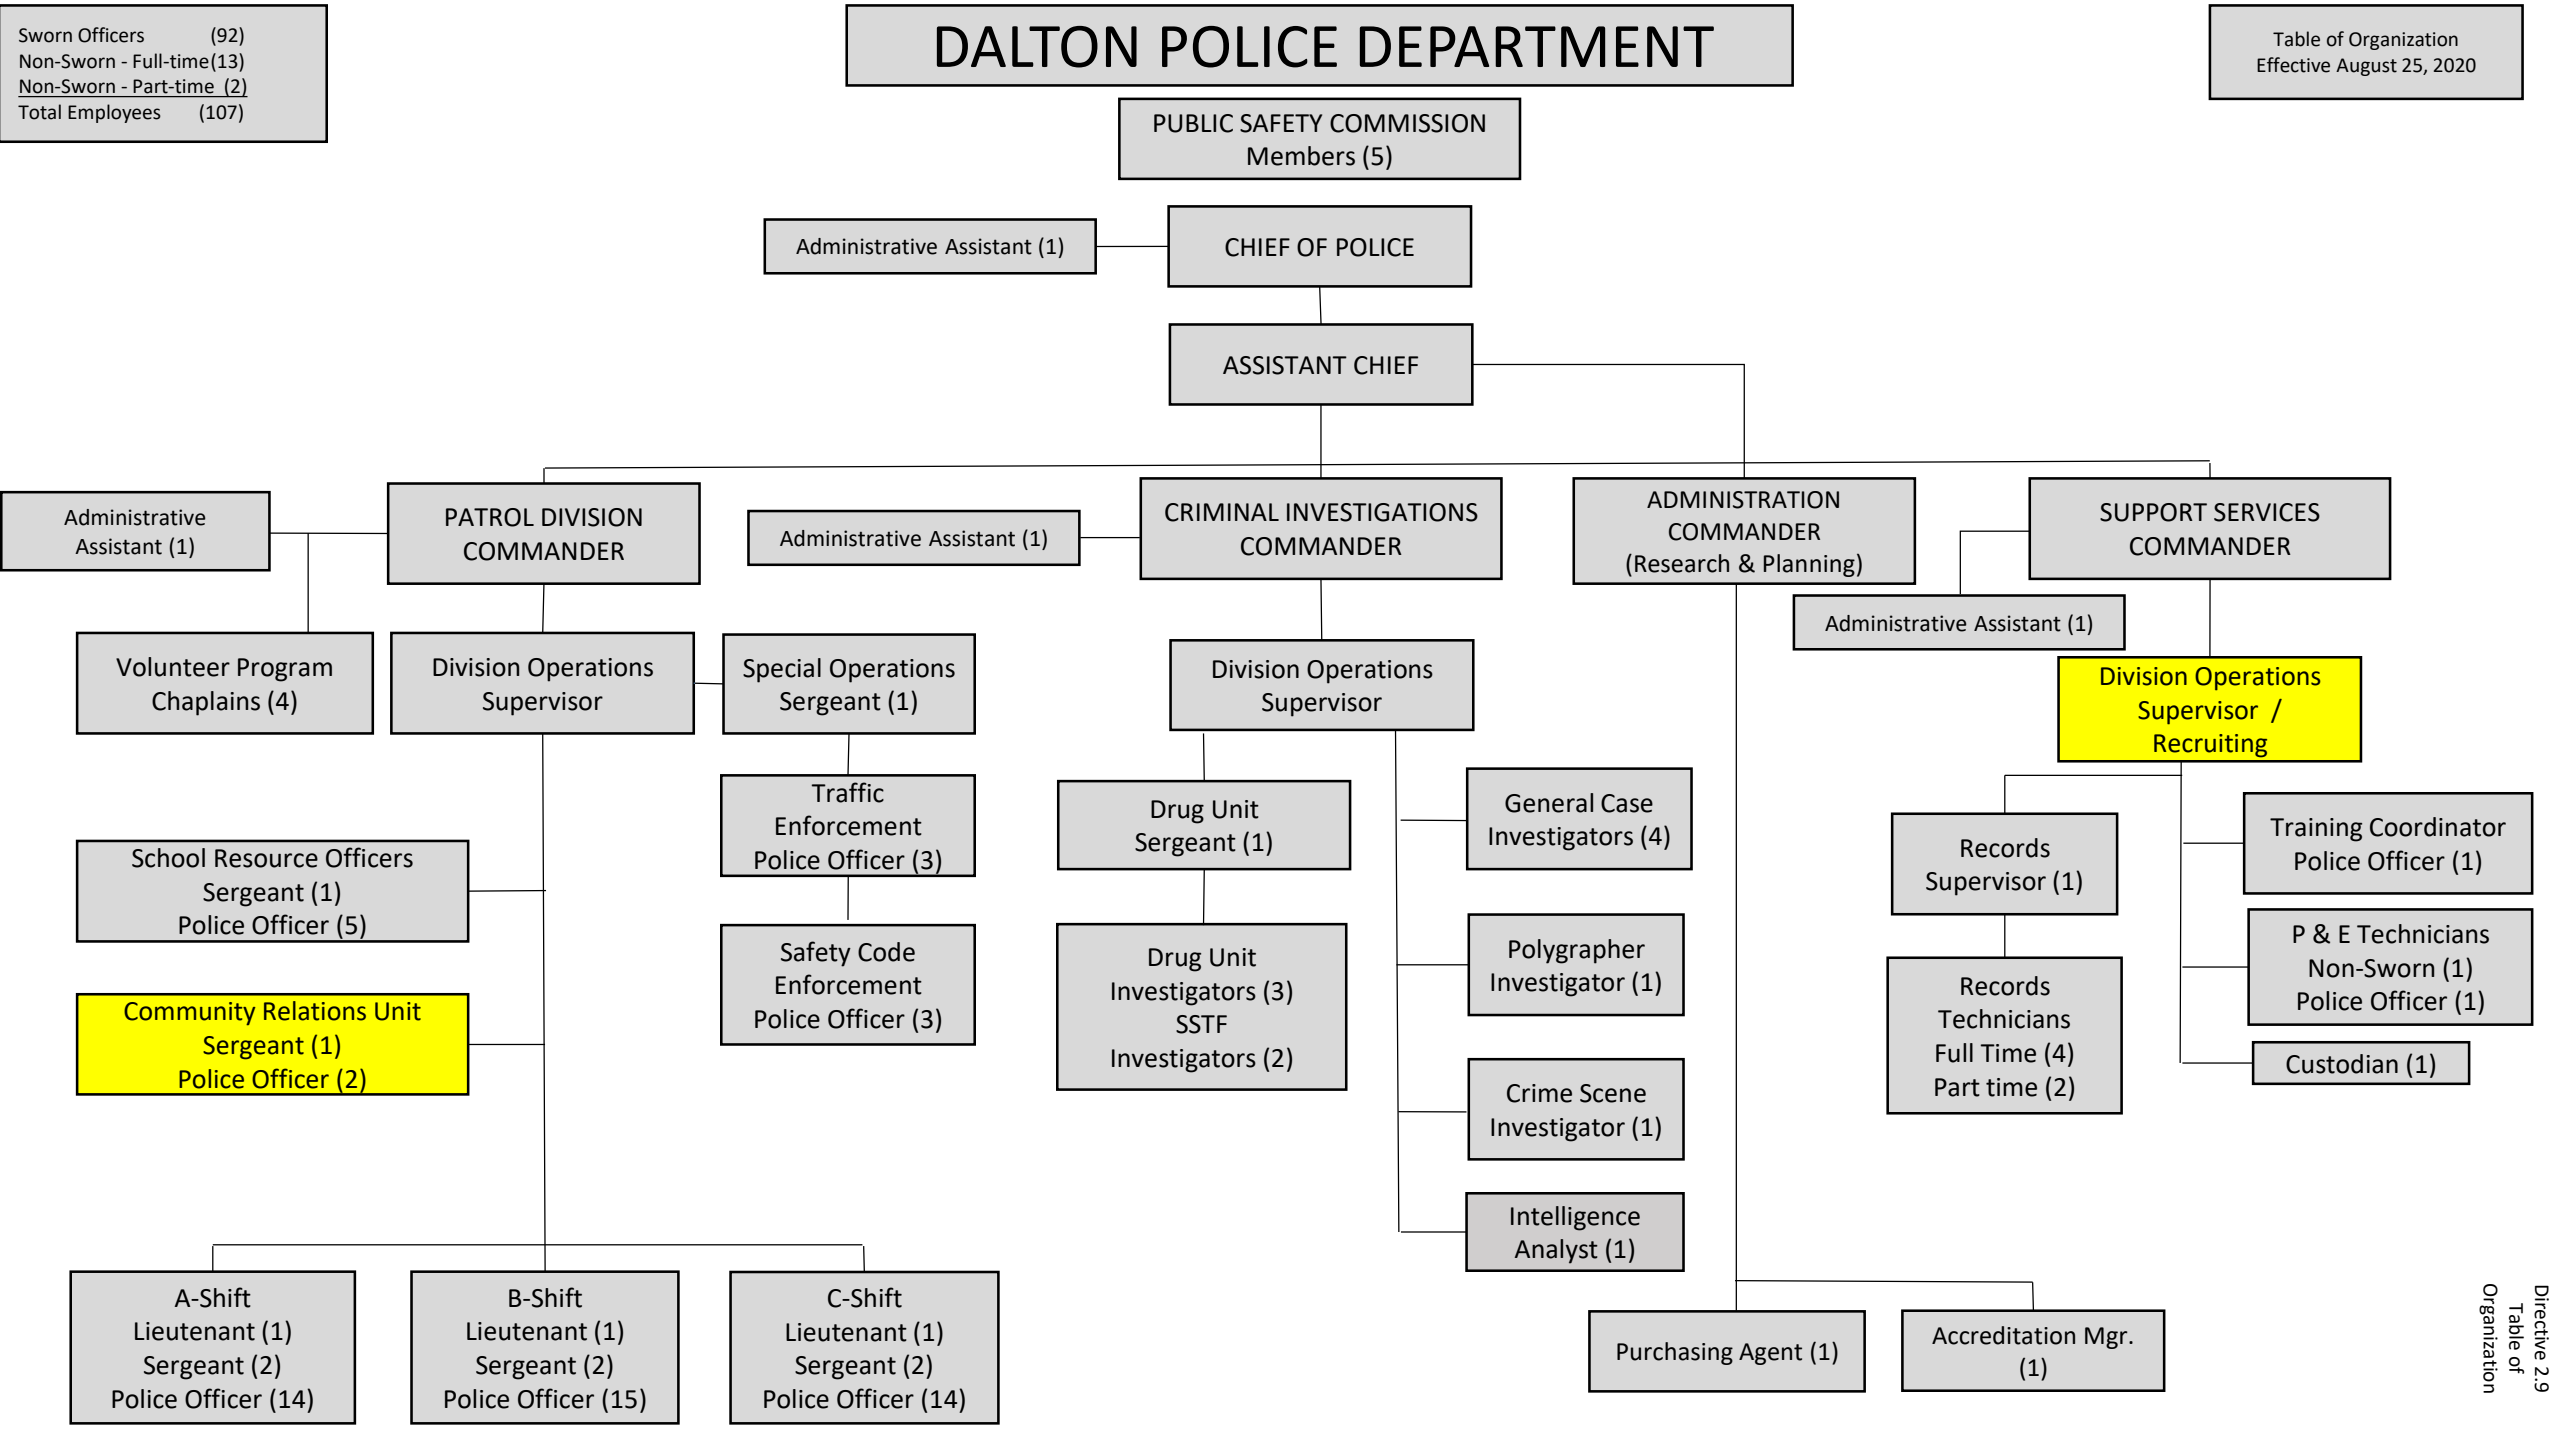 Sworn Officers (92)
Non-Sworn - Full-time(13)
Non-Sworn - Part-time (2)
Total Employees (107)
DALTON POLICE DEPARTMENT
Table of Organization
Effective August 25, 2020
PUBLIC SAFETY COMMISSION
Members (5)
Administrative Assistant (1)
CHIEF OF POLICE
ASSISTANT CHIEF
Administrative
Assistant (1)
PATROL DIVISION
COMMANDER
Administrative Assistant (1)
CRIMINAL INVESTIGATIONS
COMMANDER
ADMINISTRATION
COMMANDER
(Research & Planning)
SUPPORT SERVICES
COMMANDER
Administrative Assistant (1)
Volunteer Program
Chaplains (4)
Division Operations
Supervisor
Special Operations
Sergeant (1)
Division Operations
Supervisor
Division Operations
Supervisor /
Recruiting
Traffic
Enforcement
Police Officer (3)
Drug Unit
Sergeant (1)
General Case
Investigators (4)
Records
Supervisor (1)
Training Coordinator
Police Officer (1)
School Resource Officers
Sergeant (1)
Police Officer (5)
Safety Code
Enforcement
Police Officer (3)
Drug Unit
Investigators (3)
SSTF
Investigators (2)
Polygrapher
Investigator (1)
Records
Technicians
Full Time (4)
Part time (2)
P & E Technicians
Non-Sworn (1)
Police Officer (1)
Community Relations Unit
Sergeant (1)
Police Officer (2)
Crime Scene
Investigator (1)
Custodian (1)
Intelligence
Analyst (1)
A-Shift
Lieutenant (1)
Sergeant (2)
Police Officer (14)
B-Shift
Lieutenant (1)
Sergeant (2)
Police Officer (15)
C-Shift
Lieutenant (1)
Sergeant (2)
Police Officer (14)
Purchasing Agent (1)
Accreditation Mgr.
(1)
Directive 2.9
Table of
Organization